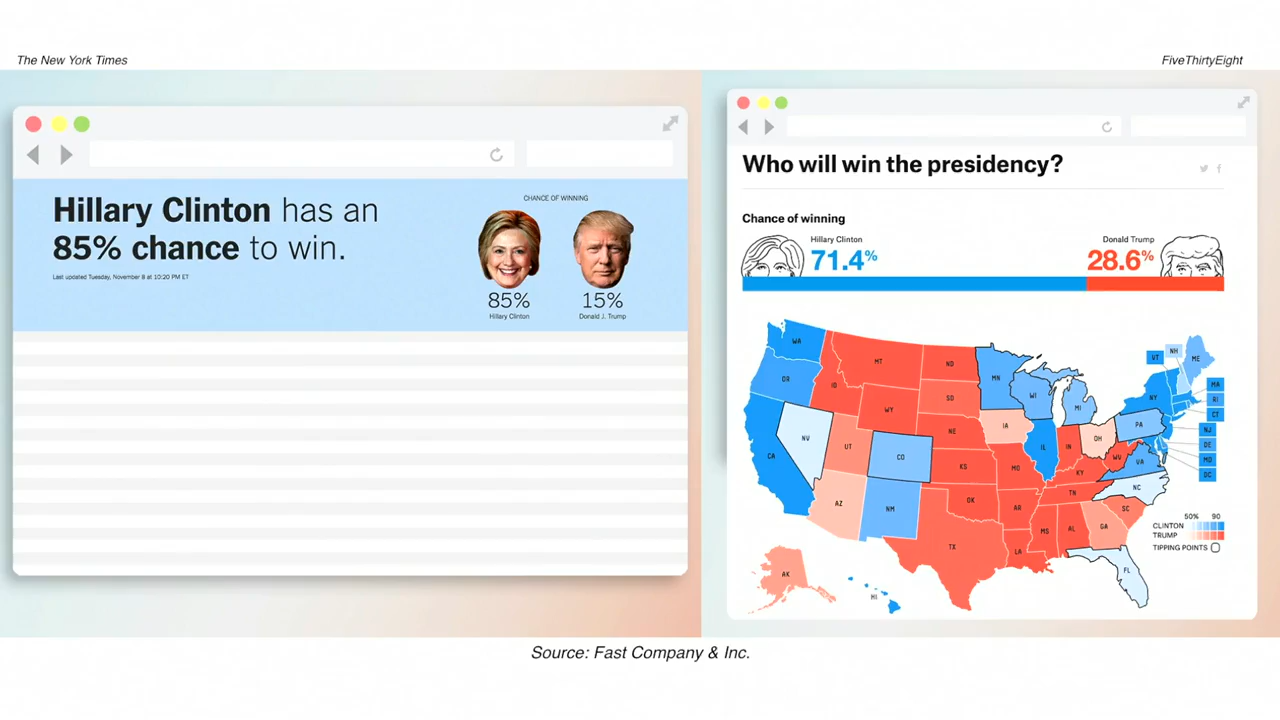 The New York Times
FiveThirtyEight
Hillary Clinton has an
85% chance to win.
Last updated Tuesday, November 8 at 10:20 PM ET
CHANCE OF WINNING
85%
15%
Hillary Clinton
Donald J. Trump
Who will win the presidency?
Chance of winning
Hillary Clinton
Donald Trump
71.4%
28.6%
WA
MT
ND
MN
VT
NH
ME
OR
ID
SD
WI
MI
NY
MA
RI
CT
WY
NE
IA
PA
NJ
NV
UT
CO
IL
IN
OH
WV
DE
CA
KS
MO
KY
VA
MD
DC
AZ
NM
OK
AR
TN
NC
SC
MS
AL
GA
TX
LA
FL
AK
HI
50%
90
CLINTON
TRUMP
TIPPING POINTS
Source: Fast Company & Inc.